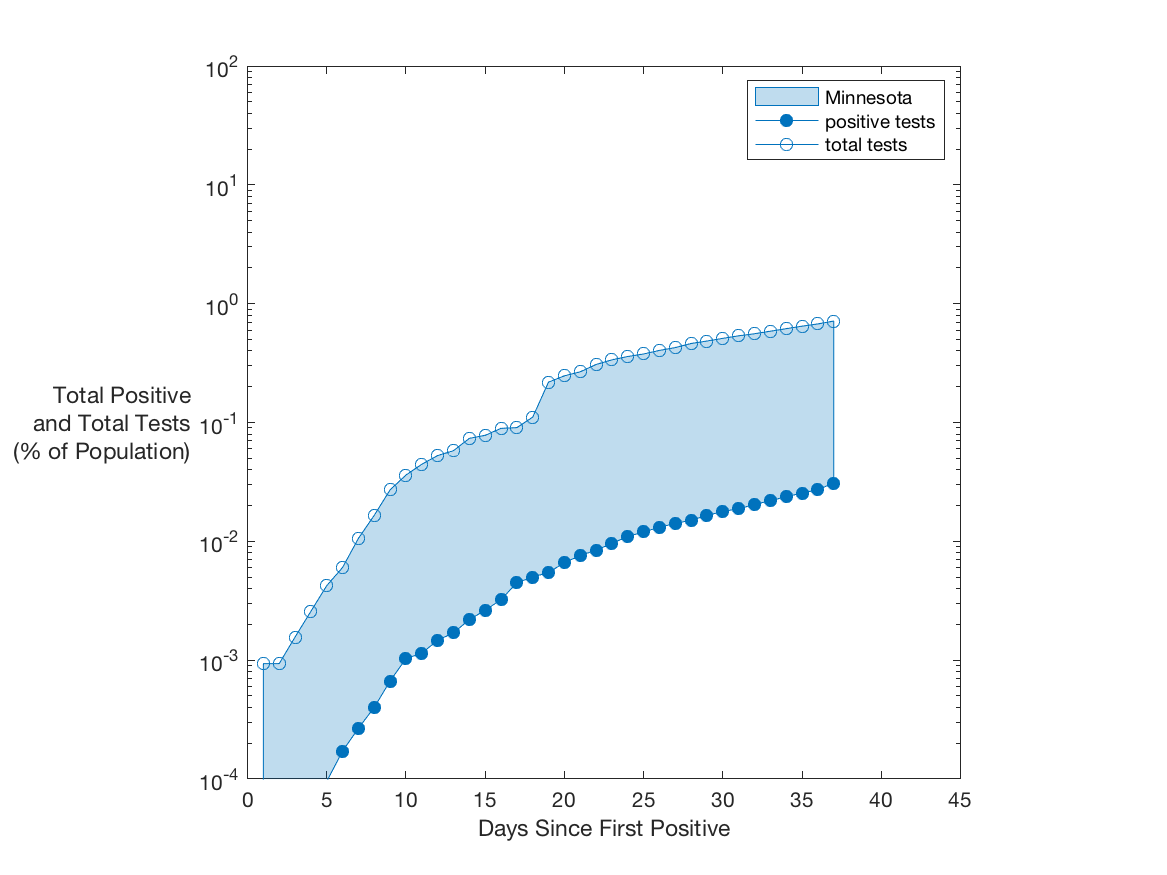 10^2
10^1
10^0
10^-1
10^-2
10^-3
10^-4
Total Positive
and Total Tests
(% of Population)
Minnesota
positive tests
total tests
0 5 10 15 20 25 30 35 40 45
Days Since First Positive